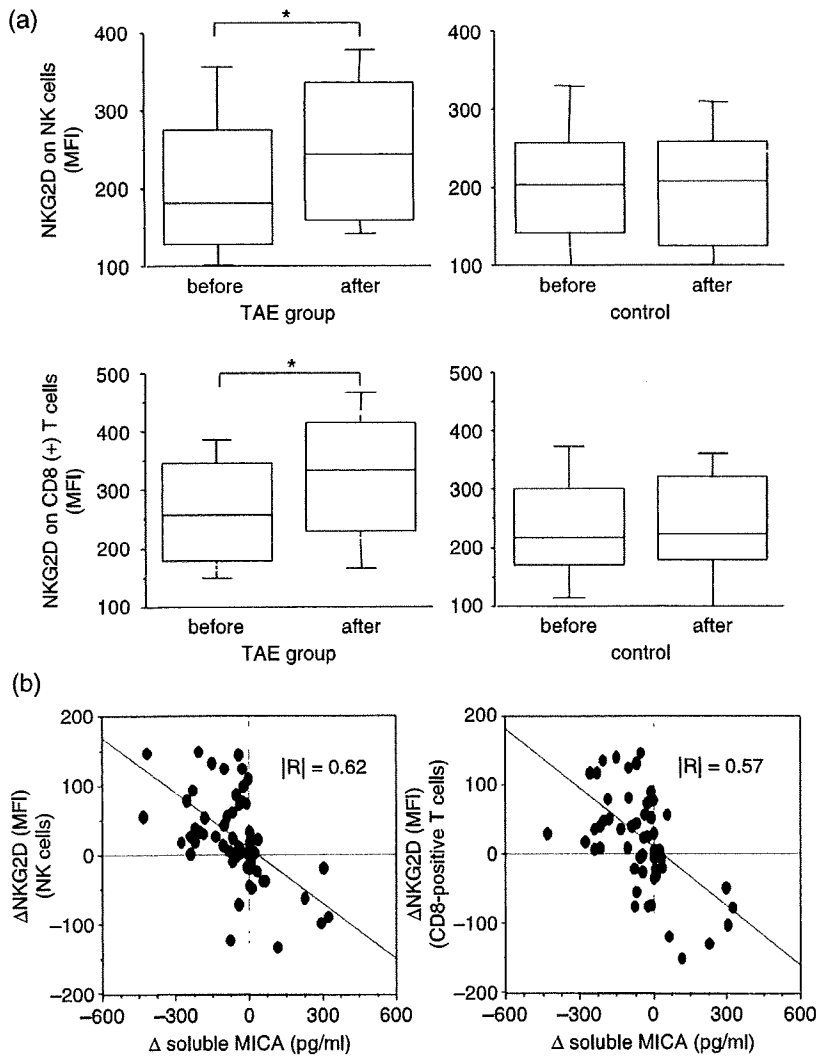 (a)
*
400
300
200
100
NKG2D on NK cells
(MFI)
before
after
TAE group
400
300
200
100
before
after
control
*
500
400
300
200
100
NKG2D on CD8 (+) T cells
(MFI)
before
after
TAE group
500
400
300
200
100
before
after
control
(b)
200
100
0
−100
−200
ΔNKG2D (MFI)
(NK cells)
|R| = 0.62
−600
−300
0
300
600
Δ soluble MICA (pg/ml)
200
100
0
−100
−200
ΔNKG2D (MFI)
(CD8-positive T cells)
|R| = 0.57
−600
−300
0
300
600
Δ soluble MICA (pg/ml)